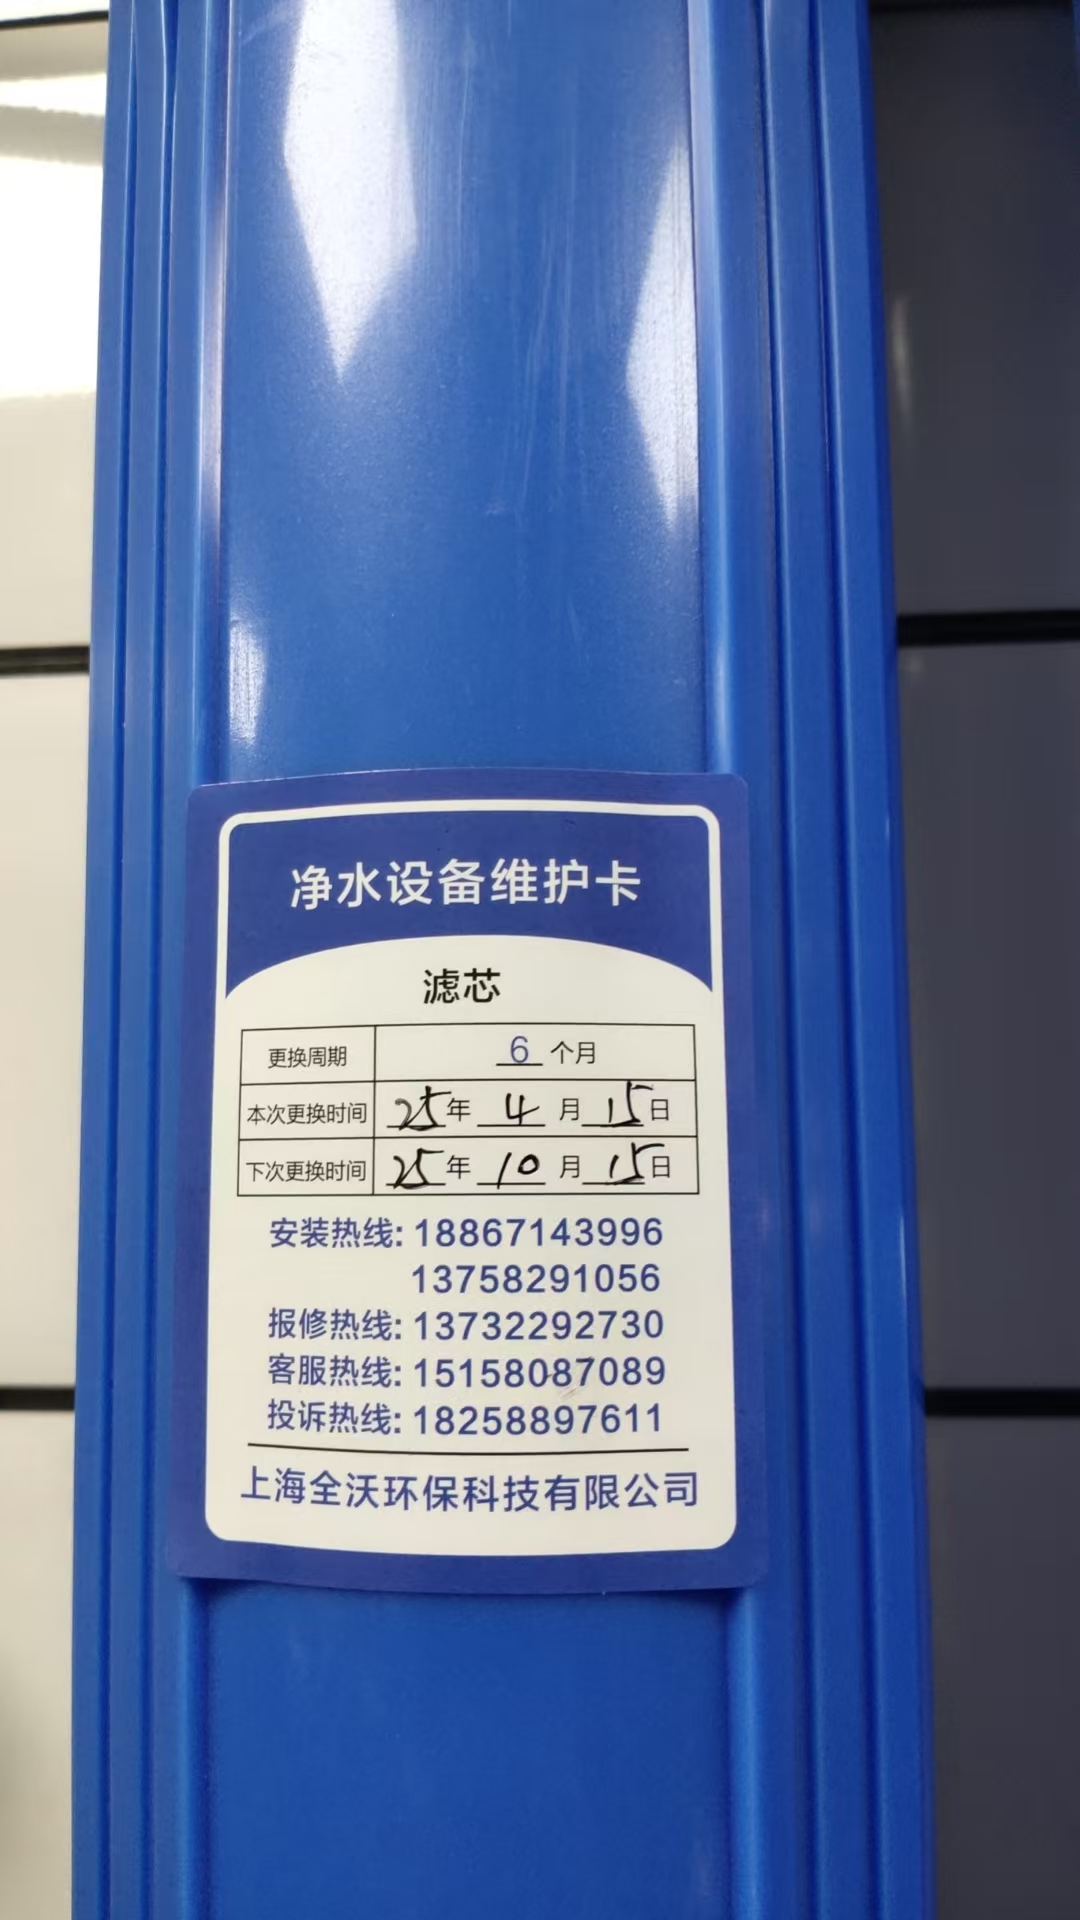 净水设备维护卡
滤芯
更换周期 6 个月
本次更换时间 25年 4 月 15日
下次更换时间 25年 10 月 15日
安装热线: 18867143996
13758291056
报修热线: 13732292730
客服热线: 15158087089
投诉热线: 18258897611
上海全沃环保科技有限公司